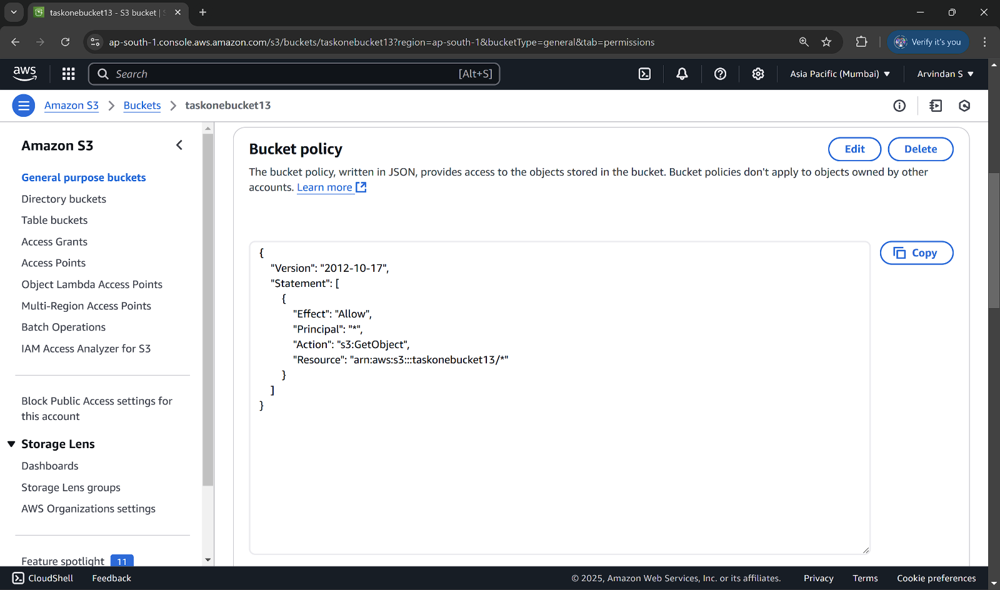 taskonebucket13 - S3 bucket | S
ap-south-1.console.aws.amazon.com/s3/buckets/taskonebucket13?region=ap-south-1&bucketType=general&tab=permissions
Verify it's you
aws
Search
[Alt+S]
Asia Pacific (Mumbai)
Arvindan S
Amazon S3
Buckets
taskonebucket13
Amazon S3
General purpose buckets
Directory buckets
Table buckets
Access Grants
Access Points
Object Lambda Access Points
Multi-Region Access Points
Batch Operations
IAM Access Analyzer for S3
Block Public Access settings for
this account
Storage Lens
Dashboards
Storage Lens groups
AWS Organizations settings
Feature spotlight 11
Bucket policy
Edit
Delete
The bucket policy, written in JSON, provides access to the objects stored in the bucket. Bucket policies don't apply to objects owned by other
accounts. Learn more
Copy
{
"Version": "2012-10-17",
"Statement": [
{
"Effect": "Allow",
"Principal": "*",
"Action": "s3:GetObject",
"Resource": "arn:aws:s3:::taskonebucket13/*"
}
]
}
CloudShell
Feedback
© 2025, Amazon Web Services, Inc. or its affiliates.
Privacy
Terms
Cookie preferences